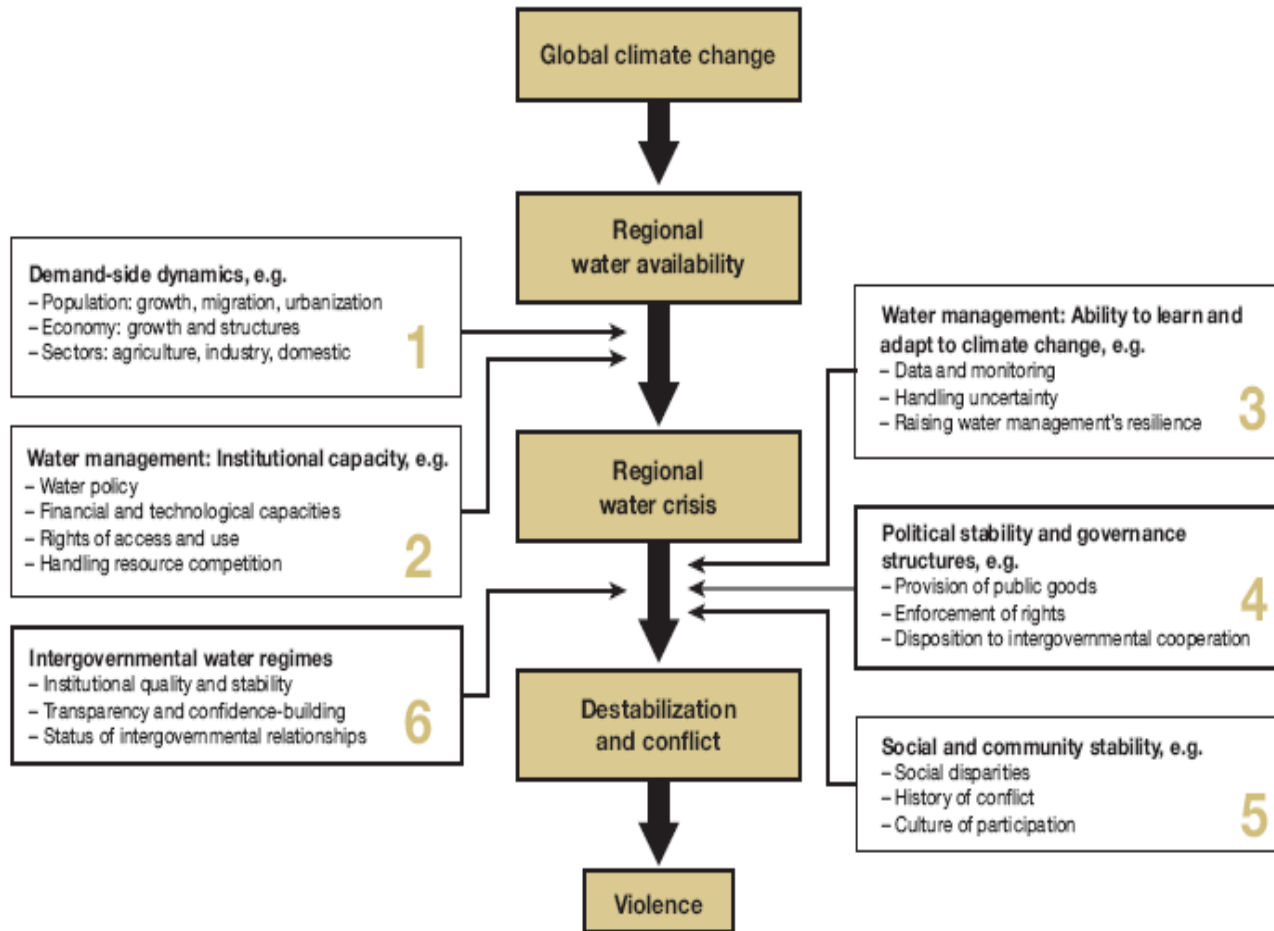 Global climate change
Regional
water availability
Demand-side dynamics, e.g.
– Population: growth, migration, urbanization
– Economy: growth and structures
– Sectors: agriculture, industry, domestic
1
Water management: Ability to learn and
adapt to climate change, e.g.
– Data and monitoring
– Handling uncertainty
– Raising water management's resilience
3
Water management: Institutional capacity, e.g.
– Water policy
– Financial and technological capacities
– Rights of access and use
– Handling resource competition
2
Regional
water crisis
Political stability and governance
structures, e.g.
– Provision of public goods
– Enforcement of rights
– Disposition to intergovernmental cooperation
4
Intergovernmental water regimes
– Institutional quality and stability
– Transparency and confidence-building
– Status of intergovernmental relationships
6
Destabilization
and conflict
Social and community stability, e.g.
– Social disparities
– History of conflict
– Culture of participation
5
Violence